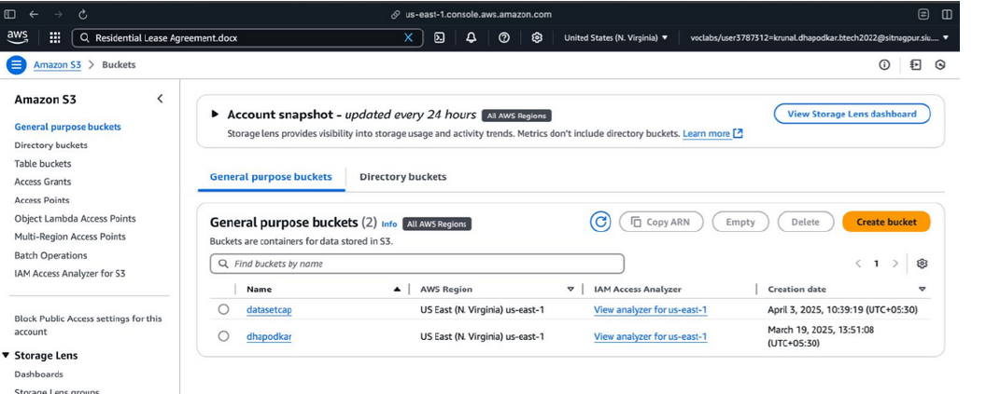 us-east-1.console.aws.amazon.com
aws
Residential Lease Agreement.docx
United States (N. Virginia)
voclabs/user3787312=krunal.dhapodkar.btech2022@sitnagpur.siu....
Amazon S3 > Buckets
Amazon S3
General purpose buckets
Directory buckets
Table buckets
Access Grants
Access Points
Object Lambda Access Points
Multi-Region Access Points
Batch Operations
IAM Access Analyzer for S3
Block Public Access settings for this
account
Storage Lens
Dashboards
Storage Lens groups
Account snapshot - updated every 24 hours All AWS Regions
View Storage Lens dashboard
Storage lens provides visibility into storage usage and activity trends. Metrics don't include directory buckets. Learn more
General purpose buckets Directory buckets
General purpose buckets (2) Info All AWS Regions
Copy ARN Empty Delete Create bucket
Buckets are containers for data stored in S3.
Find buckets by name
1
Name AWS Region IAM Access Analyzer Creation date
datasetcap US East (N. Virginia) us-east-1 View analyzer for us-east-1 April 3, 2025, 10:39:19 (UTC+05:30)
dhapodkar US East (N. Virginia) us-east-1 View analyzer for us-east-1 March 19, 2025, 13:51:08
(UTC+05:30)